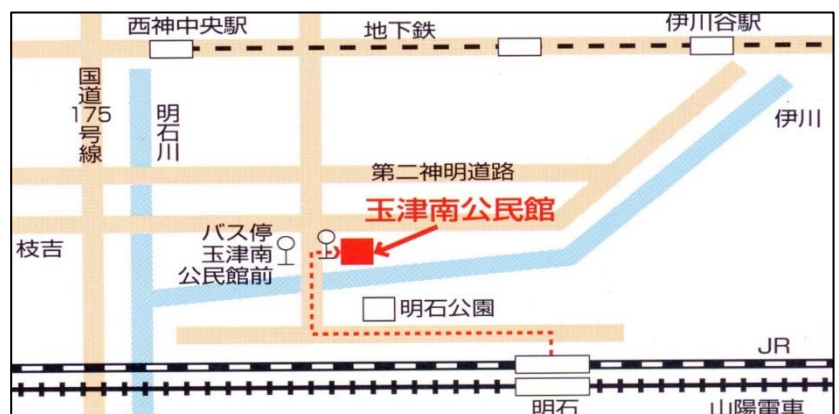 西神中央駅
地下鉄
伊川谷駅
国道175号線
明石川
伊川
第二神明道路
玉津南公民館
枝吉
バス停
玉津南
公民館前
明石公園
JR
明石
山陽電車